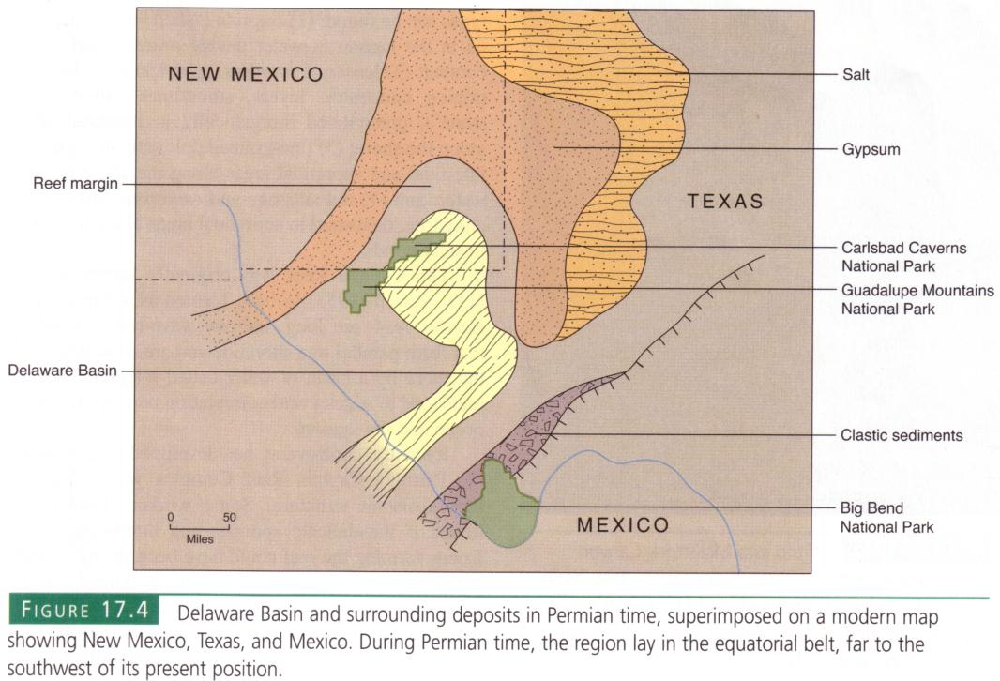 NEW MEXICO
Salt
Gypsum
Reef margin
TEXAS
Carlsbad Caverns
National Park
Guadalupe Mountains
National Park
Delaware Basin
Clastic sediments
0 50
Miles
MEXICO
Big Bend
National Park
FIGURE 17.4 Delaware Basin and surrounding deposits in Permian time, superimposed on a modern map
showing New Mexico, Texas, and Mexico. During Permian time, the region lay in the equatorial belt, far to the
southwest of its present position.